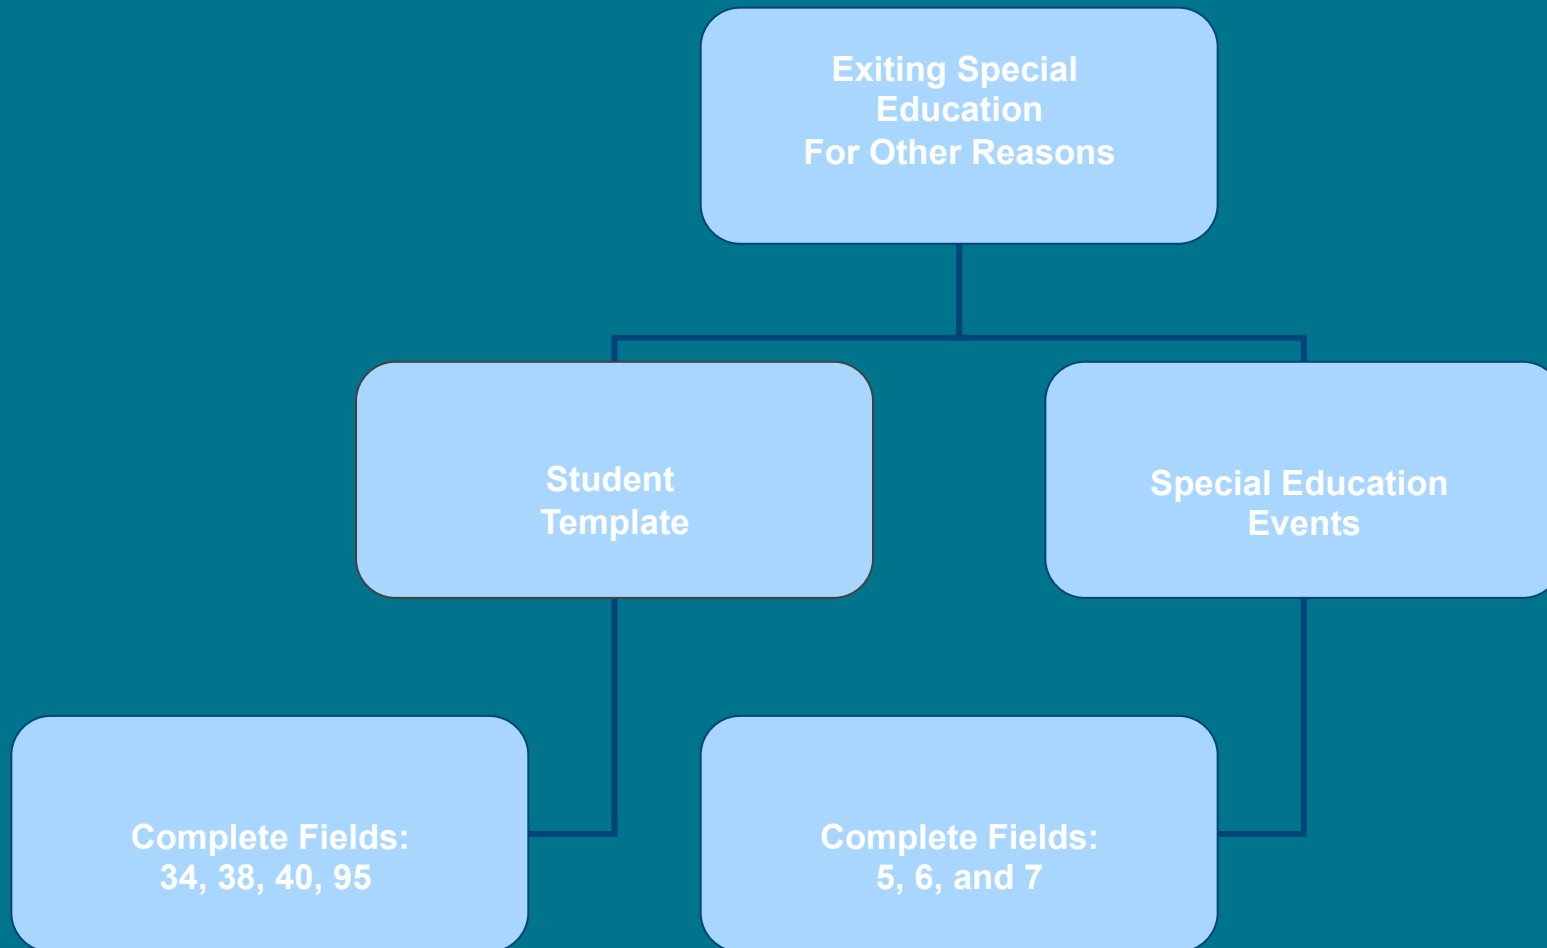 Exiting Special
Education
For Other Reasons
Student
Template
Special Education
Events
Complete Fields:
34, 38, 40, 95
Complete Fields:
5, 6, and 7